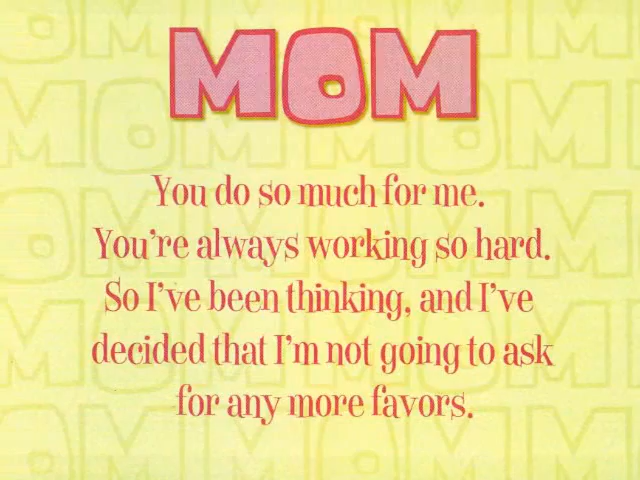 MOM
You do so much for me.
You're always working so hard.
So I've been thinking, and I've
decided that I'm not going to ask
for any more favors.